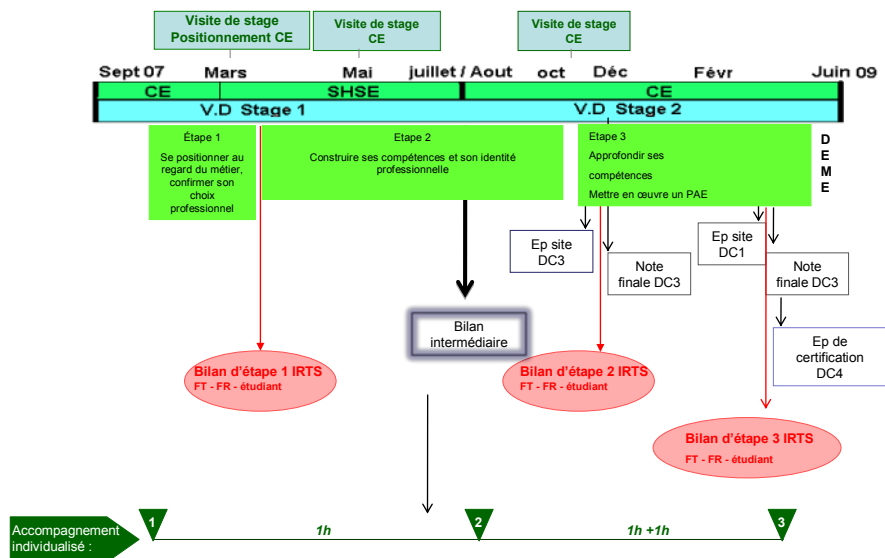 Visite de stage
Positionnement CE
Visite de stage
CE
Visite de stage
CE
Sept 07 Mars Mai juillet / Aout oct Déc Févr Juin 09
CE SHSE CE
V.D Stage 1 V.D Stage 2
Étape 1
Se positionner au
regard du métier,
confirmer son
choix
professionnel
Etape 2
Construire ses compétences et son identité
professionnelle
Etape 3
Approfondir ses
compétences
Mettre en œuvre un PAE
D
E
M
E
Ep site
DC3
Note
finale DC3
Ep site
DC1
Note
finale DC3
Ep de
certification
DC4
Bilan
intermédiaire
Bilan d'étape 1 IRTS
FT - FR - étudiant
Bilan d'étape 2 IRTS
FT - FR - étudiant
Bilan d'étape 3 IRTS
FT - FR - étudiant
Accompagnement
individualisé :
1 1h 2 1h +1h 3